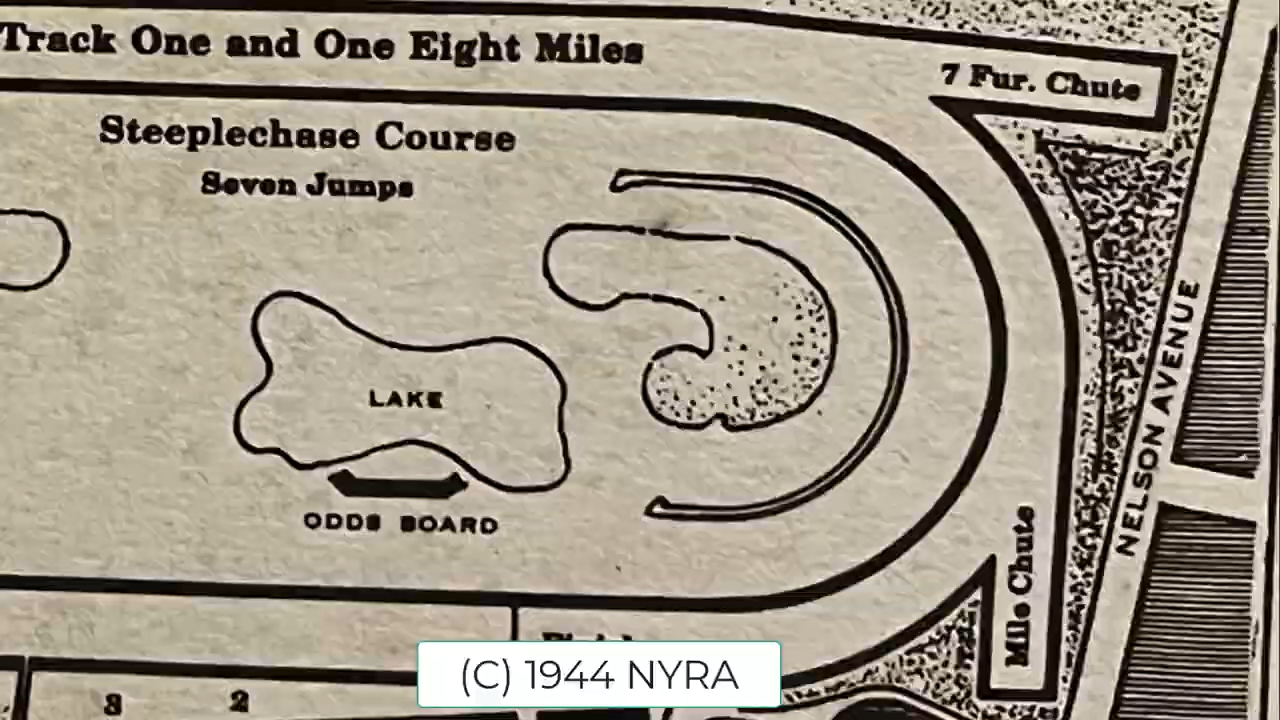 Track One and One Eight Miles
7 Fur. Chute
Steeplechase Course
Seven Jumps
LAKE
ODDS BOARD
NELSON AVENUE
Mile Chute
3 2
(C) 1944 NYRA